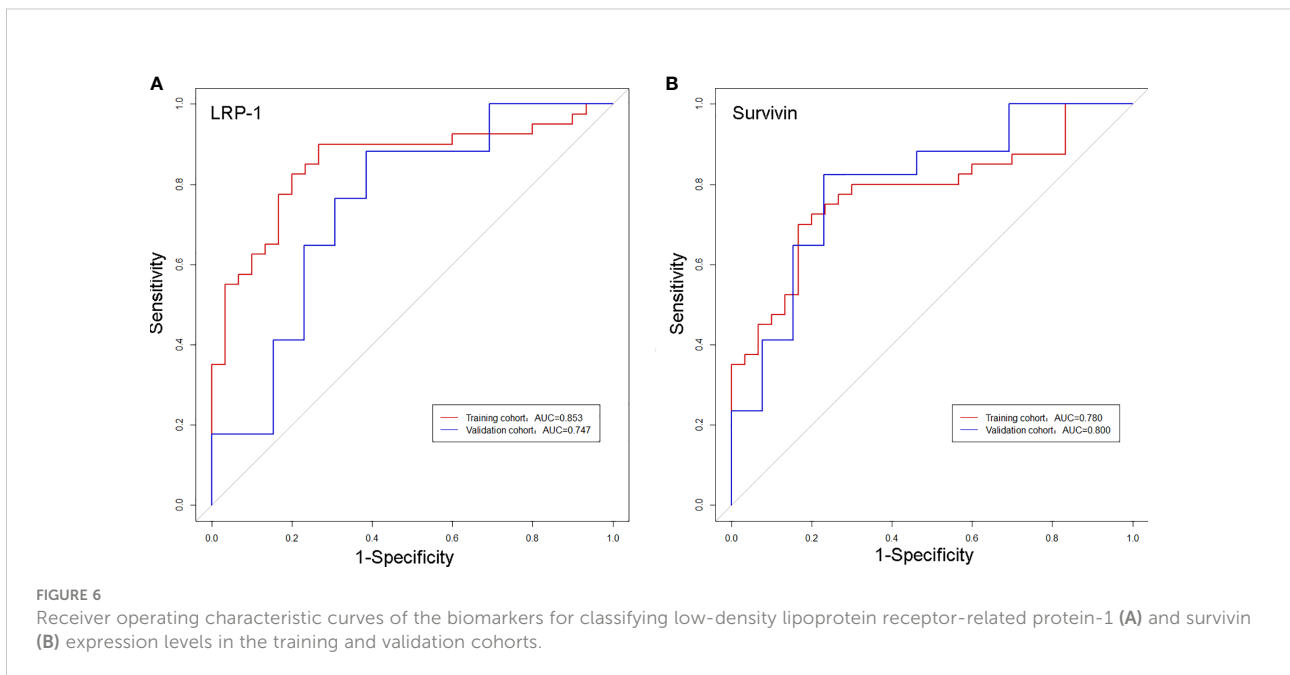 A
LRP-1
Sensitivity
1.0
0.8
0.6
0.4
0.2
0.0
Training cohort: AUC=0.853
Validation cohort: AUC=0.747
0.0 0.2 0.4 0.6 0.8 1.0
1-Specificity
B
Survivin
Sensitivity
1.0
0.8
0.6
0.4
0.2
0.0
Training cohort: AUC=0.780
Validation cohort: AUC=0.800
0.0 0.2 0.4 0.6 0.8 1.0
1-Specificity
FIGURE 6
Receiver operating characteristic curves of the biomarkers for classifying low-density lipoprotein receptor-related protein-1 (A) and survivin
(B) expression levels in the training and validation cohorts.